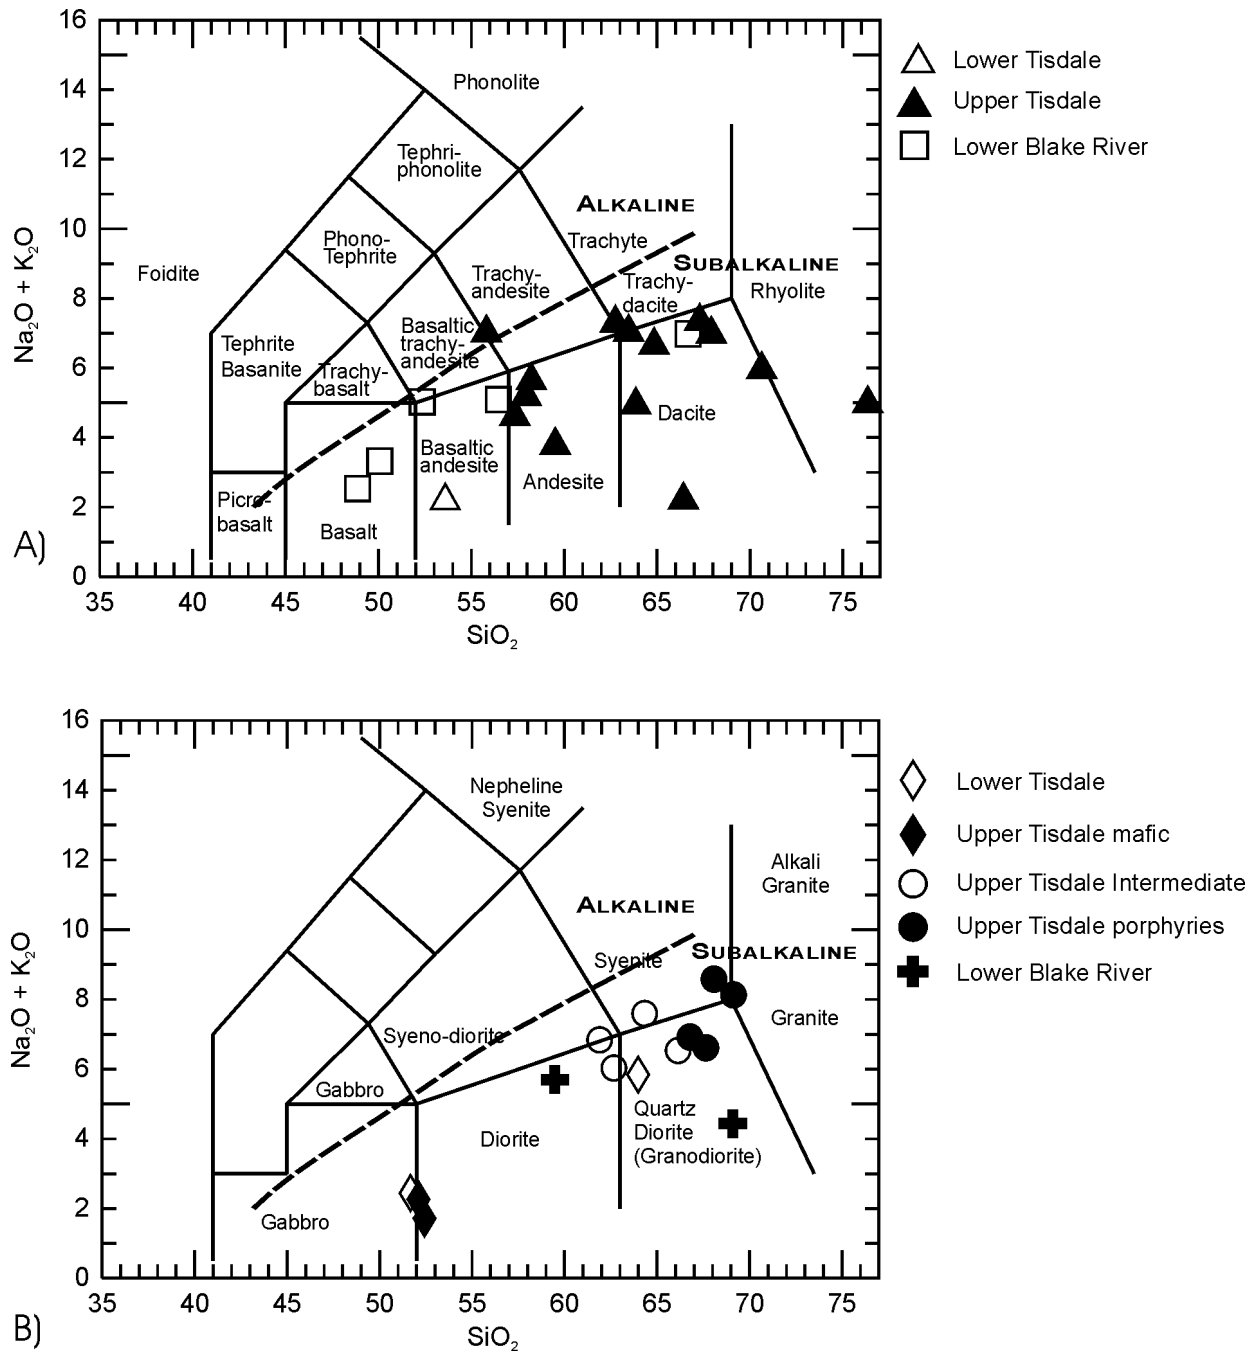 16
14
12
10
8
6
4
2
0
Na₂O + K₂O
35 40 45 50 55 60 65 70 75
SiO₂
A)
Phonolite
Tephri-
phonolite
Phono-
Tephrite
Foidite
ALKALINE
Trachyte
SUBALKALINE
Rhyolite
Trachy-
andesite
Trachy-
dacite
Basaltic
trachy-
andesite
Tephrite
Basanite
Trachy-
basalt
Dacite
Basaltic
andesite
Andesite
Picro-
basalt
Basalt
Lower Tisdale
Upper Tisdale
Lower Blake River
16
14
12
10
8
6
4
2
0
Na₂O + K₂O
35 40 45 50 55 60 65 70 75
SiO₂
B)
Nepheline
Syenite
Alkali
Granite
ALKALINE
SUBALKALINE
Syenite
Granite
Syeno-diorite
Gabbro
Quartz
Diorite
(Granodiorite)
Diorite
Gabbro
Lower Tisdale
Upper Tisdale mafic
Upper Tisdale Intermediate
Upper Tisdale porphyries
Lower Blake River